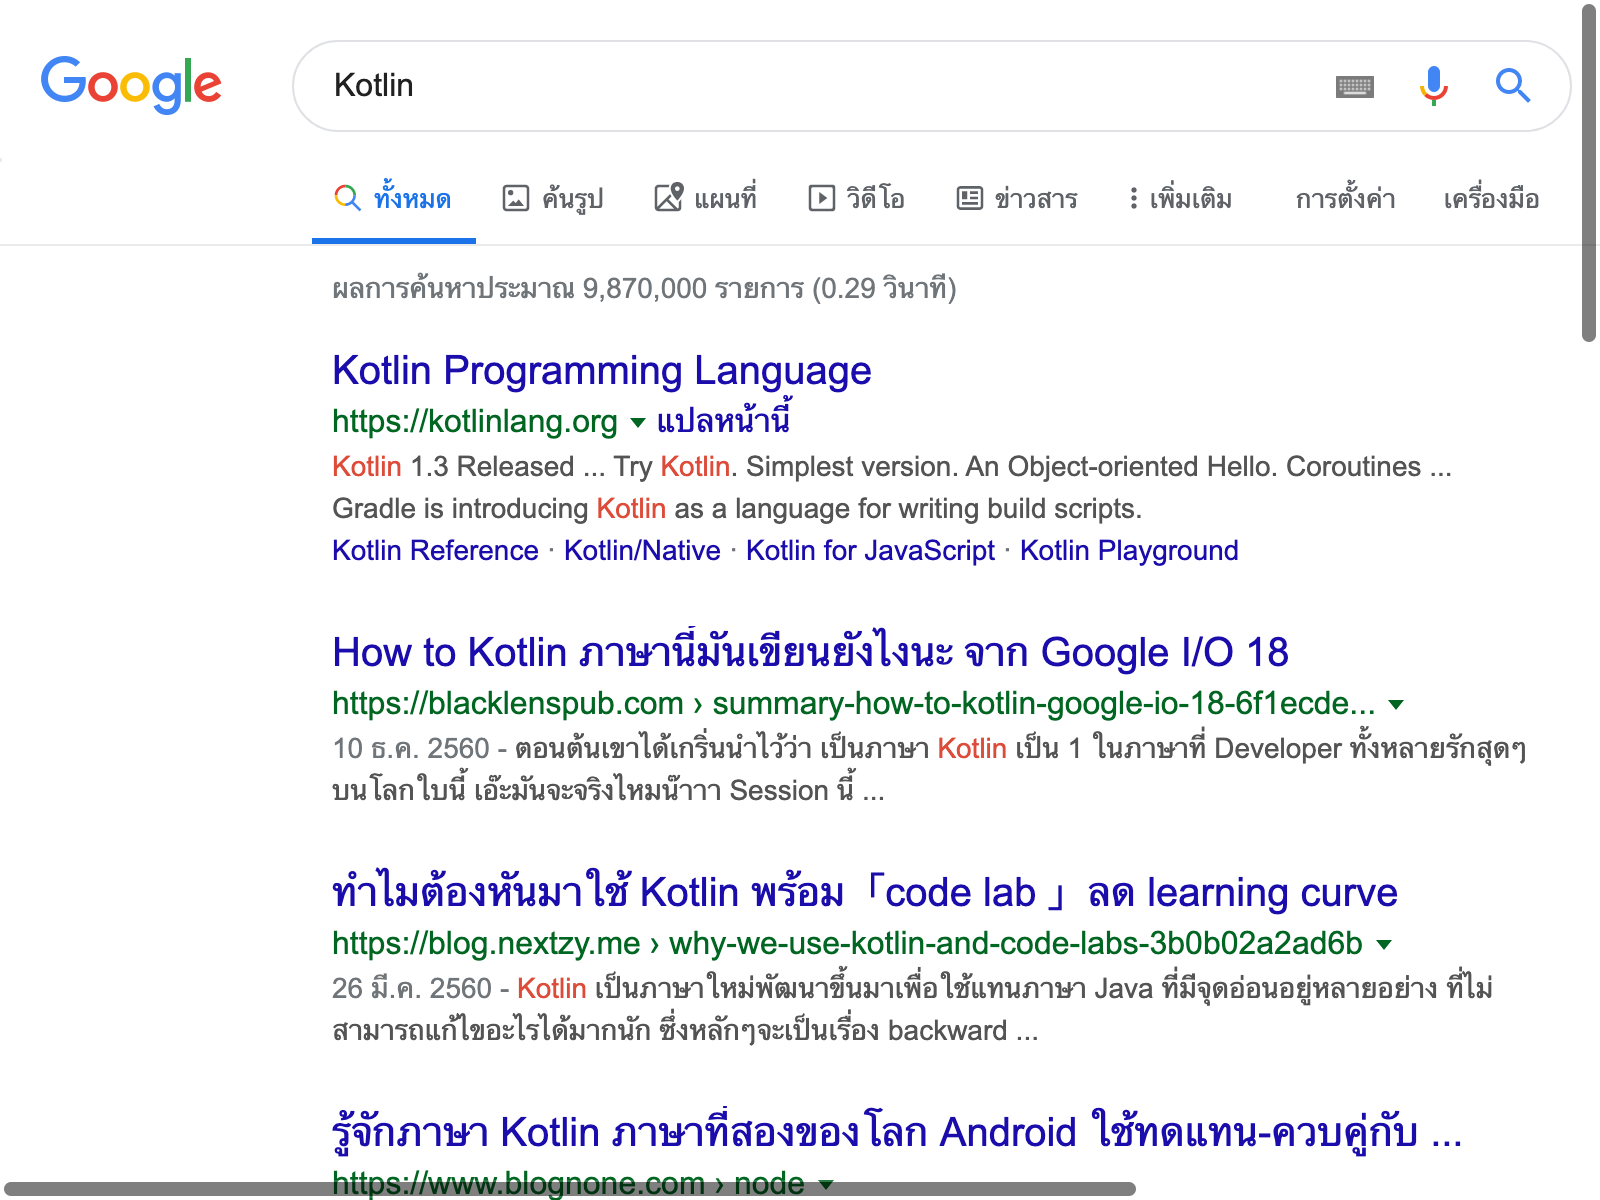 Google
Kotlin
ทั้งหมด ค้นรูป แผนที่ วิดีโอ ข่าวสาร เพิ่มเติม การตั้งค่า เครื่องมือ
ผลการค้นหาประมาณ 9,870,000 รายการ (0.29 วินาที)
Kotlin Programming Language
https://kotlinlang.org แปลหน้านี้
Kotlin 1.3 Released ... Try Kotlin. Simplest version. An Object-oriented Hello. Coroutines ...
Gradle is introducing Kotlin as a language for writing build scripts.
Kotlin Reference · Kotlin/Native · Kotlin for JavaScript · Kotlin Playground
How to Kotlin ภาษานี้มันเขียนยังไงนะ จาก Google I/O 18
https://blacklenspub.com › summary-how-to-kotlin-google-io-18-6f1ecde...
10 ธ.ค. 2560 - ตอนต้นเขาได้เกริ่นนำไว้ว่า เป็นภาษา Kotlin เป็น 1 ในภาษาที่ Developer ทั้งหลายรักสุดๆ
บนโลกใบนี้ เอ๊ะมันจะจริงไหมน๊าาา Session นี้ ...
ทำไมต้องหันมาใช้ Kotlin พร้อม「code lab 」ลด learning curve
https://blog.nextzy.me › why-we-use-kotlin-and-code-labs-3b0b02a2ad6b
26 มี.ค. 2560 - Kotlin เป็นภาษาใหม่พัฒนาขึ้นมาเพื่อใช้แทนภาษา Java ที่มีจุดอ่อนอยู่หลายอย่าง ที่ไม่
สามารถแก้ไขอะไรได้มากนัก ซึ่งหลักๆจะเป็นเรื่อง backward ...
รู้จักภาษา Kotlin ภาษาที่สองของโลก Android ใช้ทดแทน-ควบคู่กับ ...
https://www.blognone.com › node